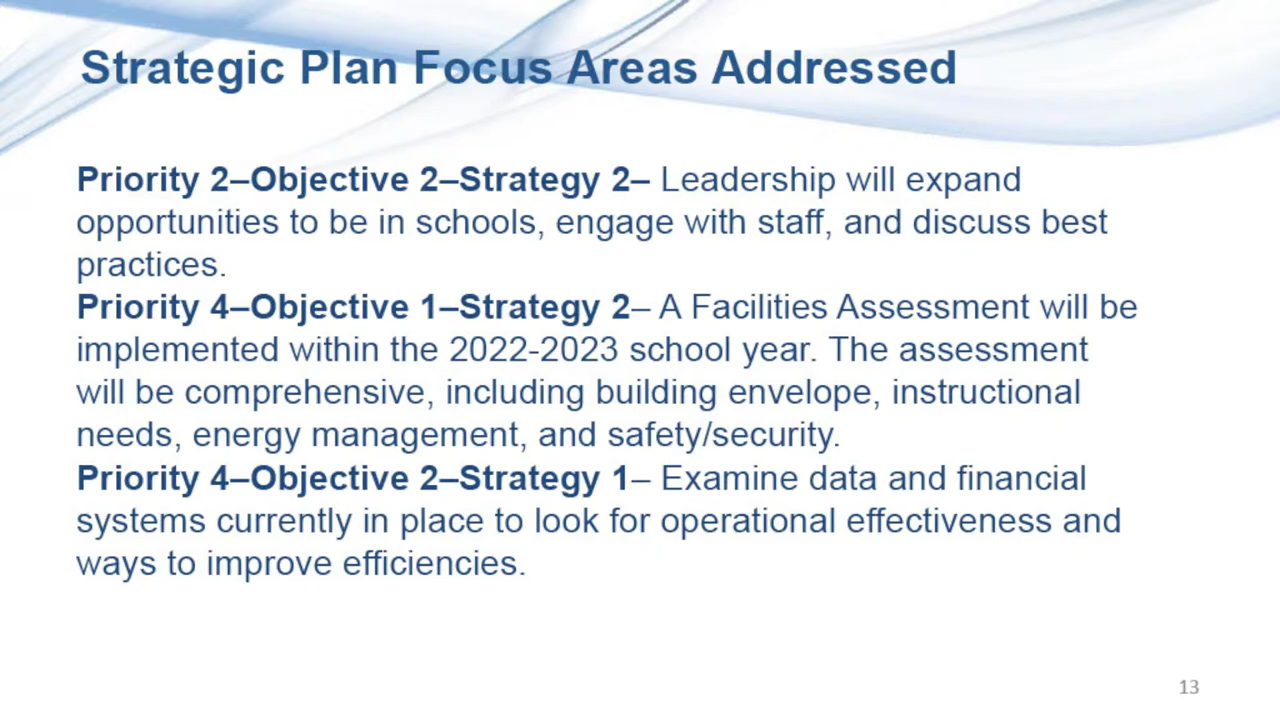 Strategic Plan Focus Areas Addressed
Priority 2–Objective 2–Strategy 2– Leadership will expand
opportunities to be in schools, engage with staff, and discuss best
practices.
Priority 4–Objective 1–Strategy 2– A Facilities Assessment will be
implemented within the 2022-2023 school year. The assessment
will be comprehensive, including building envelope, instructional
needs, energy management, and safety/security.
Priority 4–Objective 2–Strategy 1– Examine data and financial
systems currently in place to look for operational effectiveness and
ways to improve efficiencies.
13